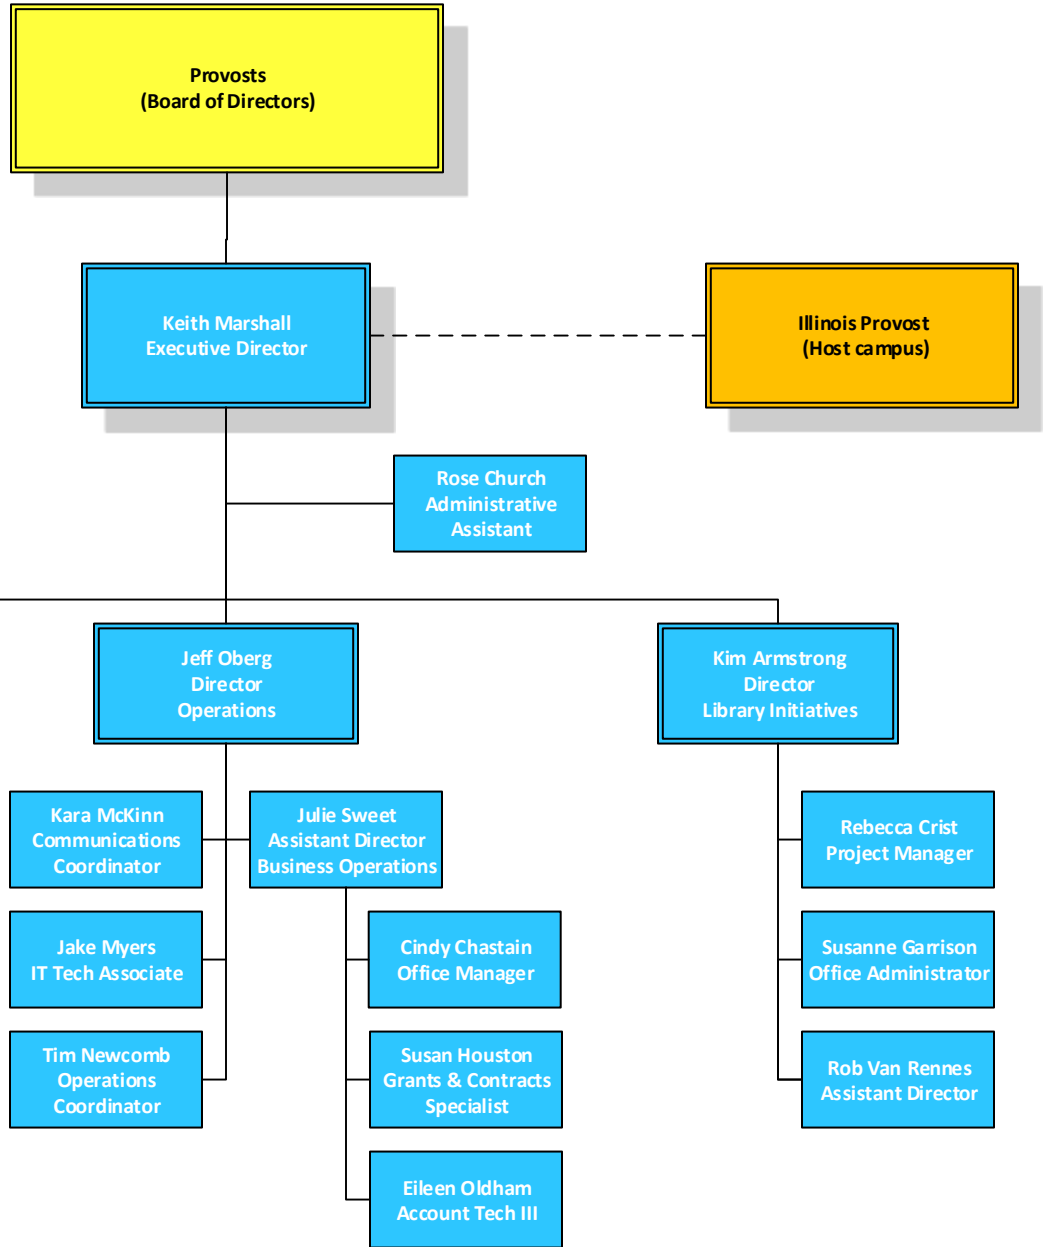 Provosts
(Board of Directors)
Keith Marshall
Executive Director
Illinois Provost
(Host campus)
Rose Church
Administrative
Assistant
Jeff Oberg
Director
Operations
Kim Armstrong
Director
Library Initiatives
Kara McKinn
Communications
Coordinator
Julie Sweet
Assistant Director
Business Operations
Rebecca Crist
Project Manager
Jake Myers
IT Tech Associate
Cindy Chastain
Office Manager
Susanne Garrison
Office Administrator
Tim Newcomb
Operations
Coordinator
Susan Houston
Grants & Contracts
Specialist
Rob Van Rennes
Assistant Director
Eileen Oldham
Account Tech III